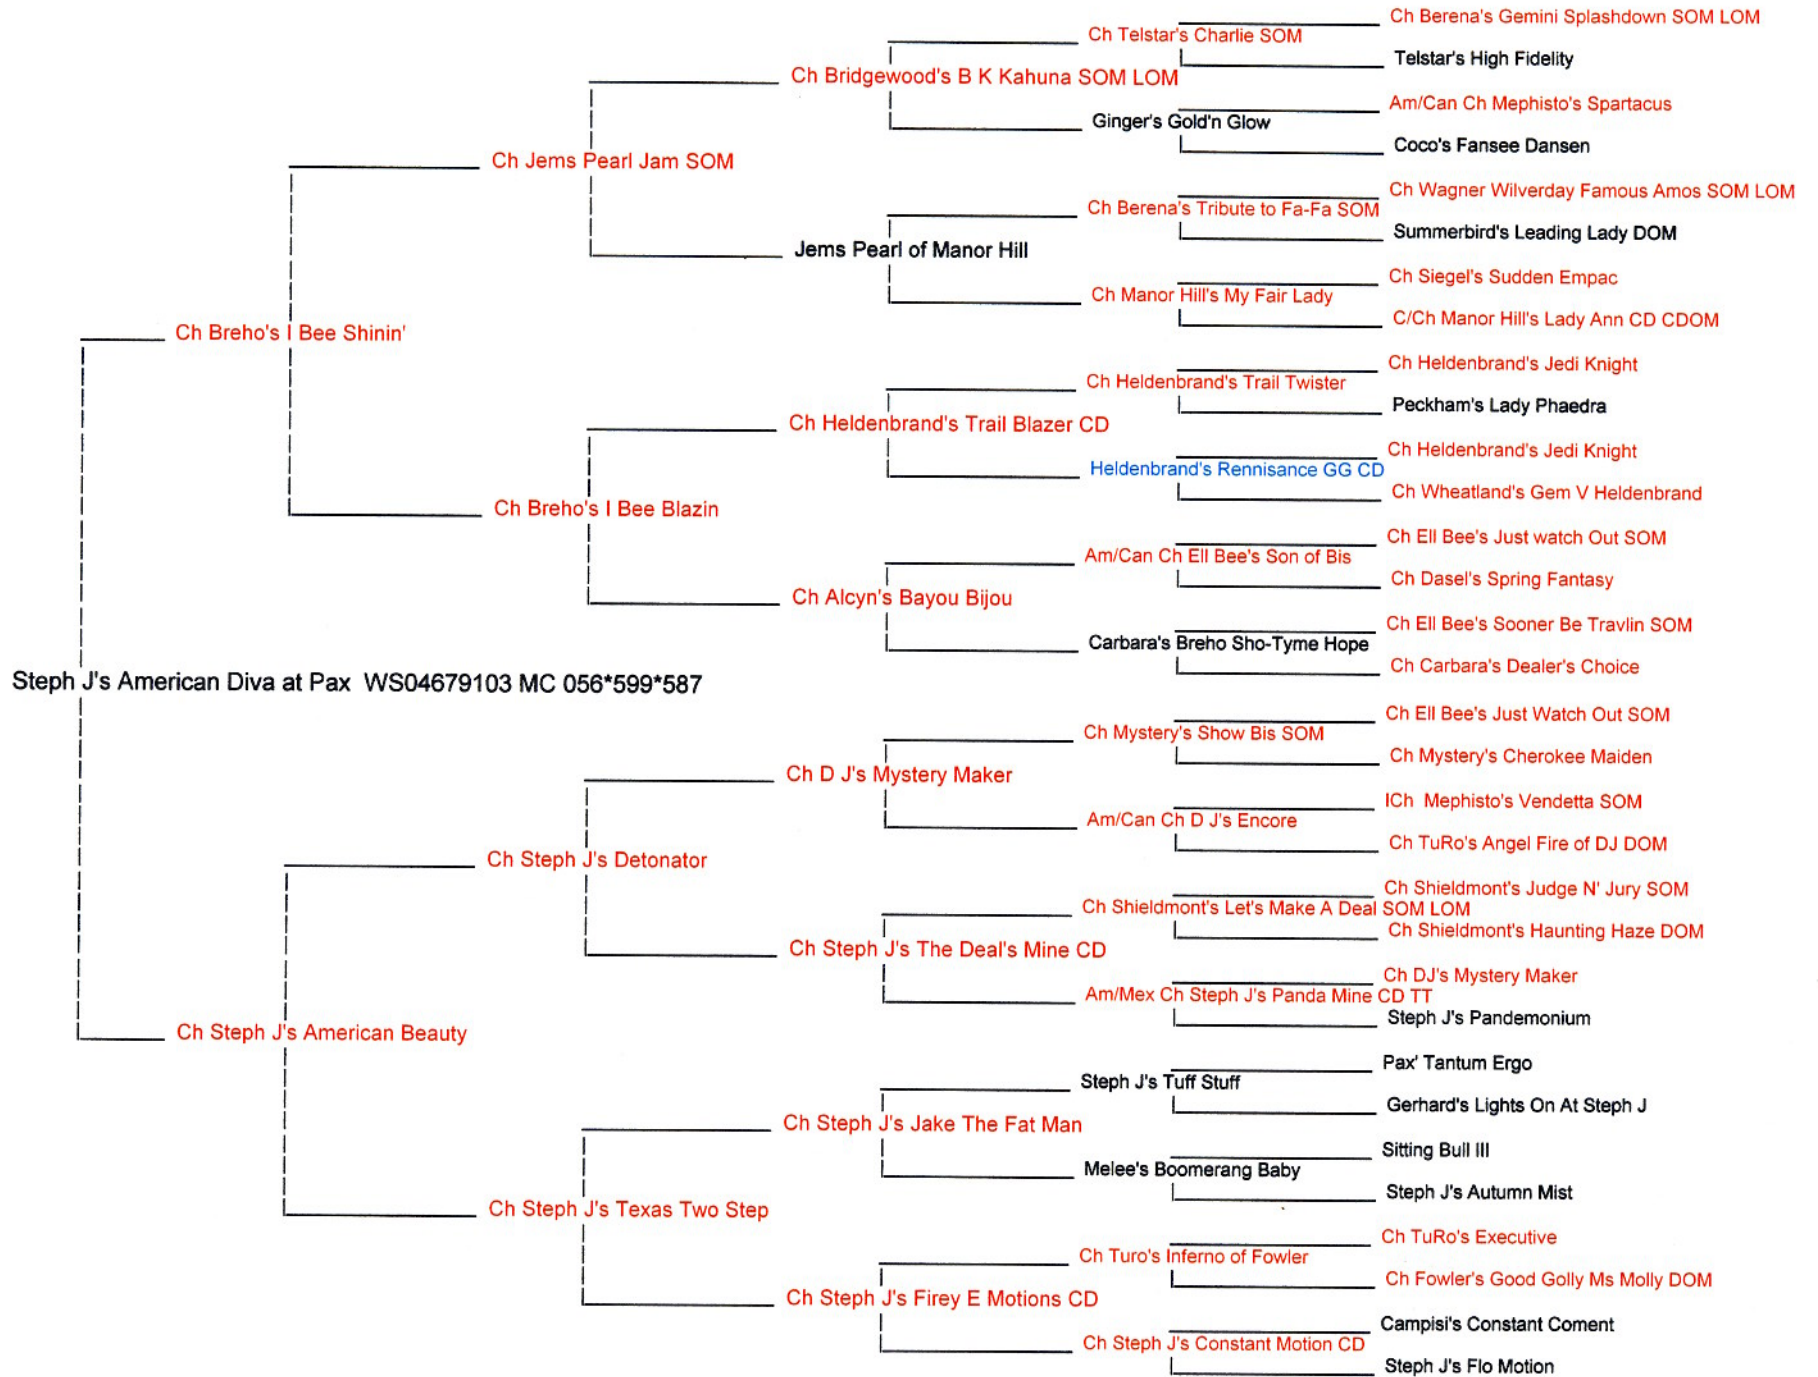 Ch Berena's Gemini Splashdown SOM LOM
Ch Telstar's Charlie SOM
Telstar's High Fidelity
Ch Bridgewood's B K Kahuna SOM LOM
Am/Can Ch Mephisto's Spartacus
Ginger's Gold'n Glow
Coco's Fansee Dansen
Ch Jems Pearl Jam SOM
Ch Wagner Wilverday Famous Amos SOM LOM
Ch Berena's Tribute to Fa-Fa SOM
Summerbird's Leading Lady DOM
Jems Pearl of Manor Hill
Ch Siegel's Sudden Empac
Ch Manor Hill's My Fair Lady
C/Ch Manor Hill's Lady Ann CD CDOM
Ch Breho's I Bee Shinin'
Ch Heldenbrand's Jedi Knight
Ch Heldenbrand's Trail Twister
Peckham's Lady Phaedra
Ch Heldenbrand's Trail Blazer CD
Ch Heldenbrand's Jedi Knight
Heldenbrand's Rennisance GG CD
Ch Wheatland's Gem V Heldenbrand
Ch Breho's I Bee Blazin
Ch Ell Bee's Just watch Out SOM
Am/Can Ch Ell Bee's Son of Bis
Ch Dasel's Spring Fantasy
Ch Alcyn's Bayou Bijou
Ch Ell Bee's Sooner Be Travlin SOM
Carbara's Breho Sho-Tyme Hope
Ch Carbara's Dealer's Choice
Steph J's American Diva at Pax WS04679103 MC 056*599*587
Ch Ell Bee's Just Watch Out SOM
Ch Mystery's Show Bis SOM
Ch Mystery's Cherokee Maiden
Ch D J's Mystery Maker
ICh Mephisto's Vendetta SOM
Am/Can Ch D J's Encore
Ch TuRo's Angel Fire of DJ DOM
Ch Steph J's Detonator
Ch Shieldmont's Judge N' Jury SOM
Ch Shieldmont's Let's Make A Deal SOM LOM
Ch Shieldmont's Haunting Haze DOM
Ch Steph J's The Deal's Mine CD
Ch DJ's Mystery Maker
Am/Mex Ch Steph J's Panda Mine CD TT
Steph J's Pandemonium
Ch Steph J's American Beauty
Pax' Tantum Ergo
Steph J's Tuff Stuff
Gerhard's Lights On At Steph J
Ch Steph J's Jake The Fat Man
Sitting Bull III
Melee's Boomerang Baby
Steph J's Autumn Mist
Ch Steph J's Texas Two Step
Ch TuRo's Executive
Ch Turo's Inferno of Fowler
Ch Fowler's Good Golly Ms Molly DOM
Ch Steph J's Firey E Motions CD
Campisi's Constant Coment
Ch Steph J's Constant Motion CD
Steph J's Flo Motion